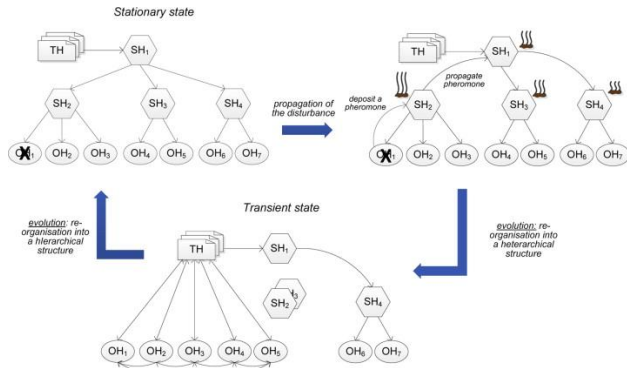 Stationary state
TH
SH1
SH2
SH3
SH4
OH2
OH3
OH4
OH5
OH6
OH7
propagation of
the disturbance
TH
SH1
propagate
pheromone
deposit a
pheromone
SH2
SH3
SH4
OH2
OH3
OH4
OH5
OH6
OH7
evolution: re-
organisation into
a hierarchical
structure
Transient state
evolution: re-
organisation into a
heterarchical
structure
TH
SH1
SH2
SH4
OH1
OH2
OH3
OH4
OH5
OH6
OH7